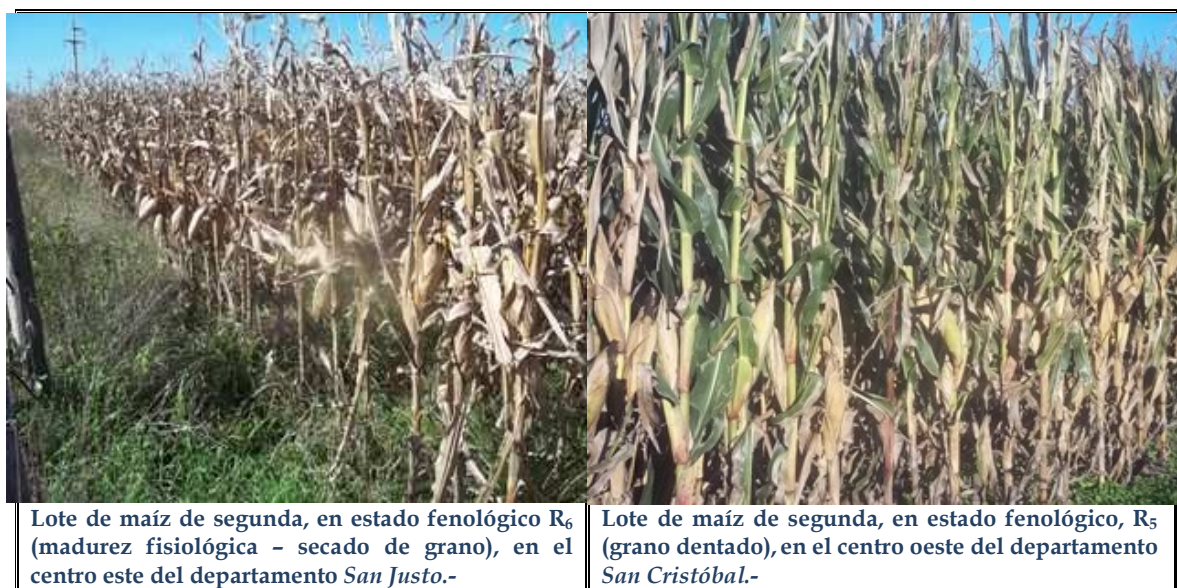 Lote de maíz de segunda, en estado fenológico R₆
(madurez fisiológica – secado de grano), en el
centro este del departamento San Justo.-
Lote de maíz de segunda, en estado fenológico, R₅
(grano dentado), en el centro oeste del departamento
San Cristóbal.-